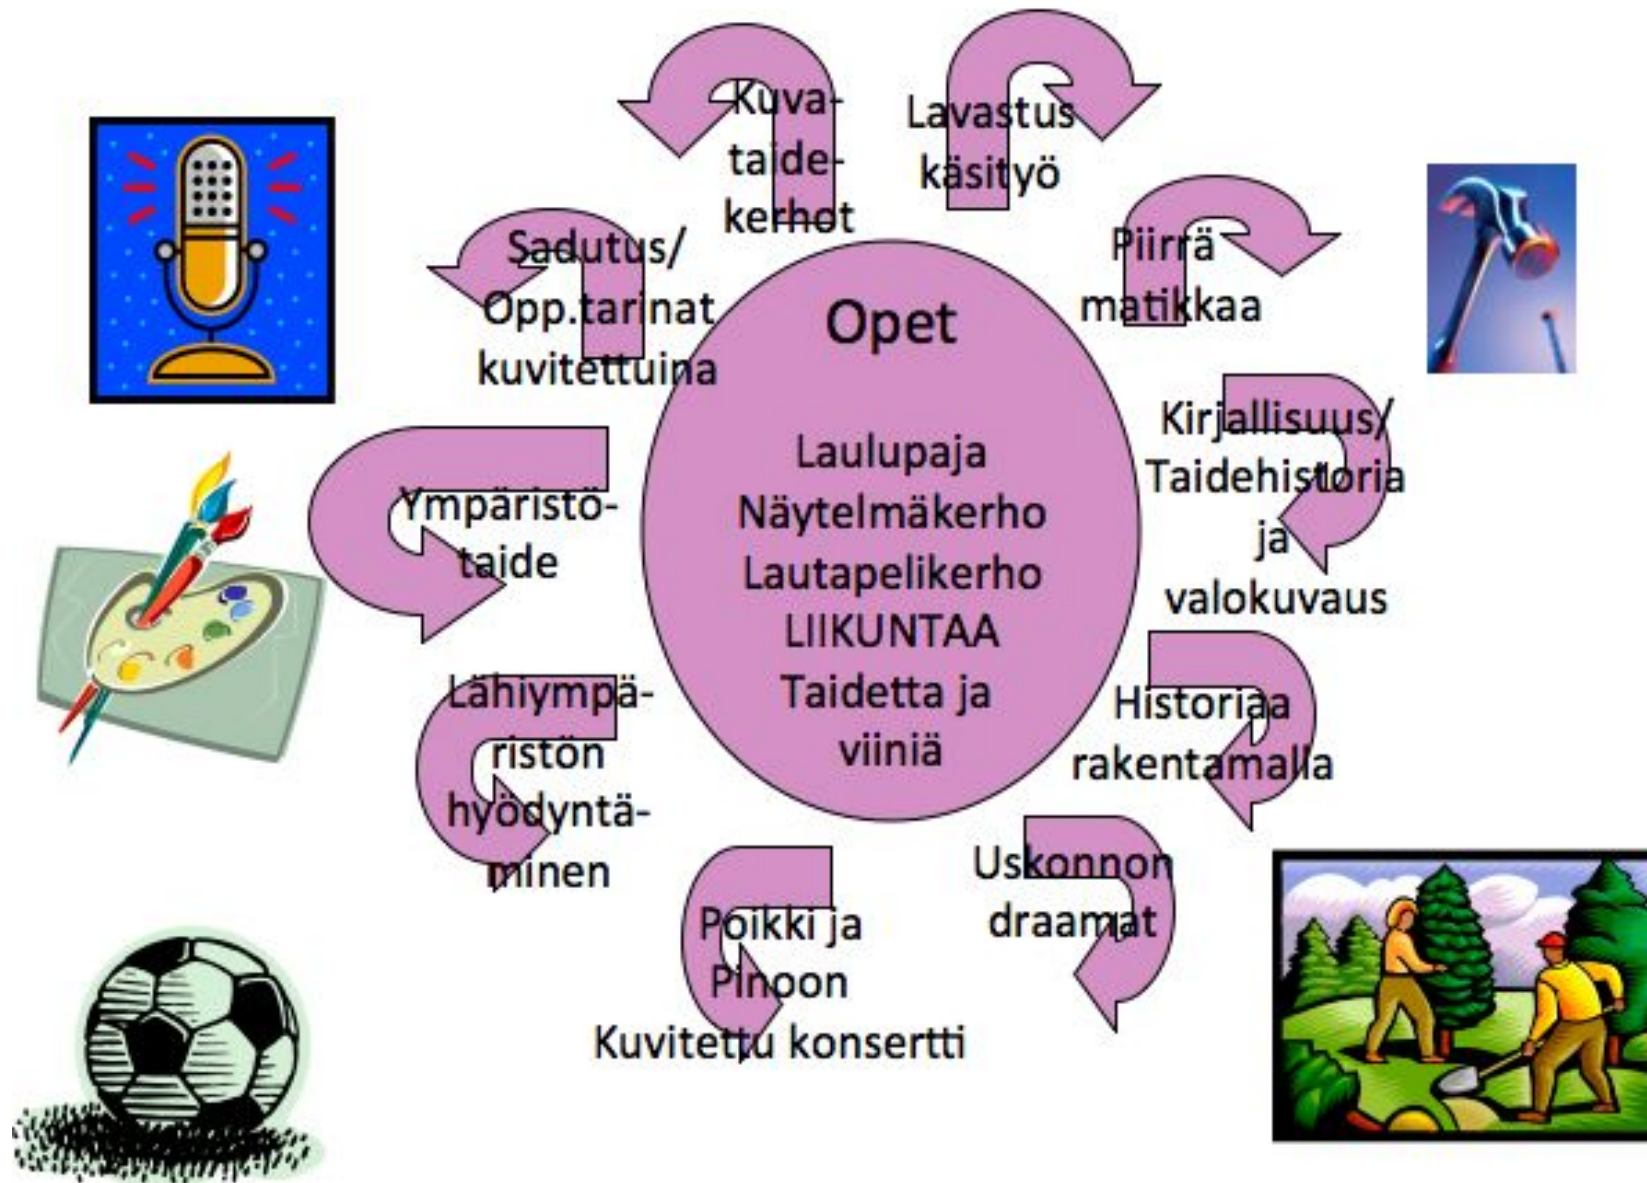 Kuva-
taide-
kerhot
Lavastus
käsityö
Piirrä
matikkaa
Sadutus/
Opp.tarinat
kuvitettuina
Opet
Laulupaja
Näytelmäkerho
Lautapelikerho
LIIKUNTAA
Taidetta ja
viiniä
Kirjallisuus/
Taidehistoria
ja
valokuvaus
Ympäristö-
taide
Lähiympä-
ristön
hyödyntä-
minen
Historiaa
rakentamalla
Uskonnon
draamat
Poikki ja
Pinoon
Kuvitettu konsertti